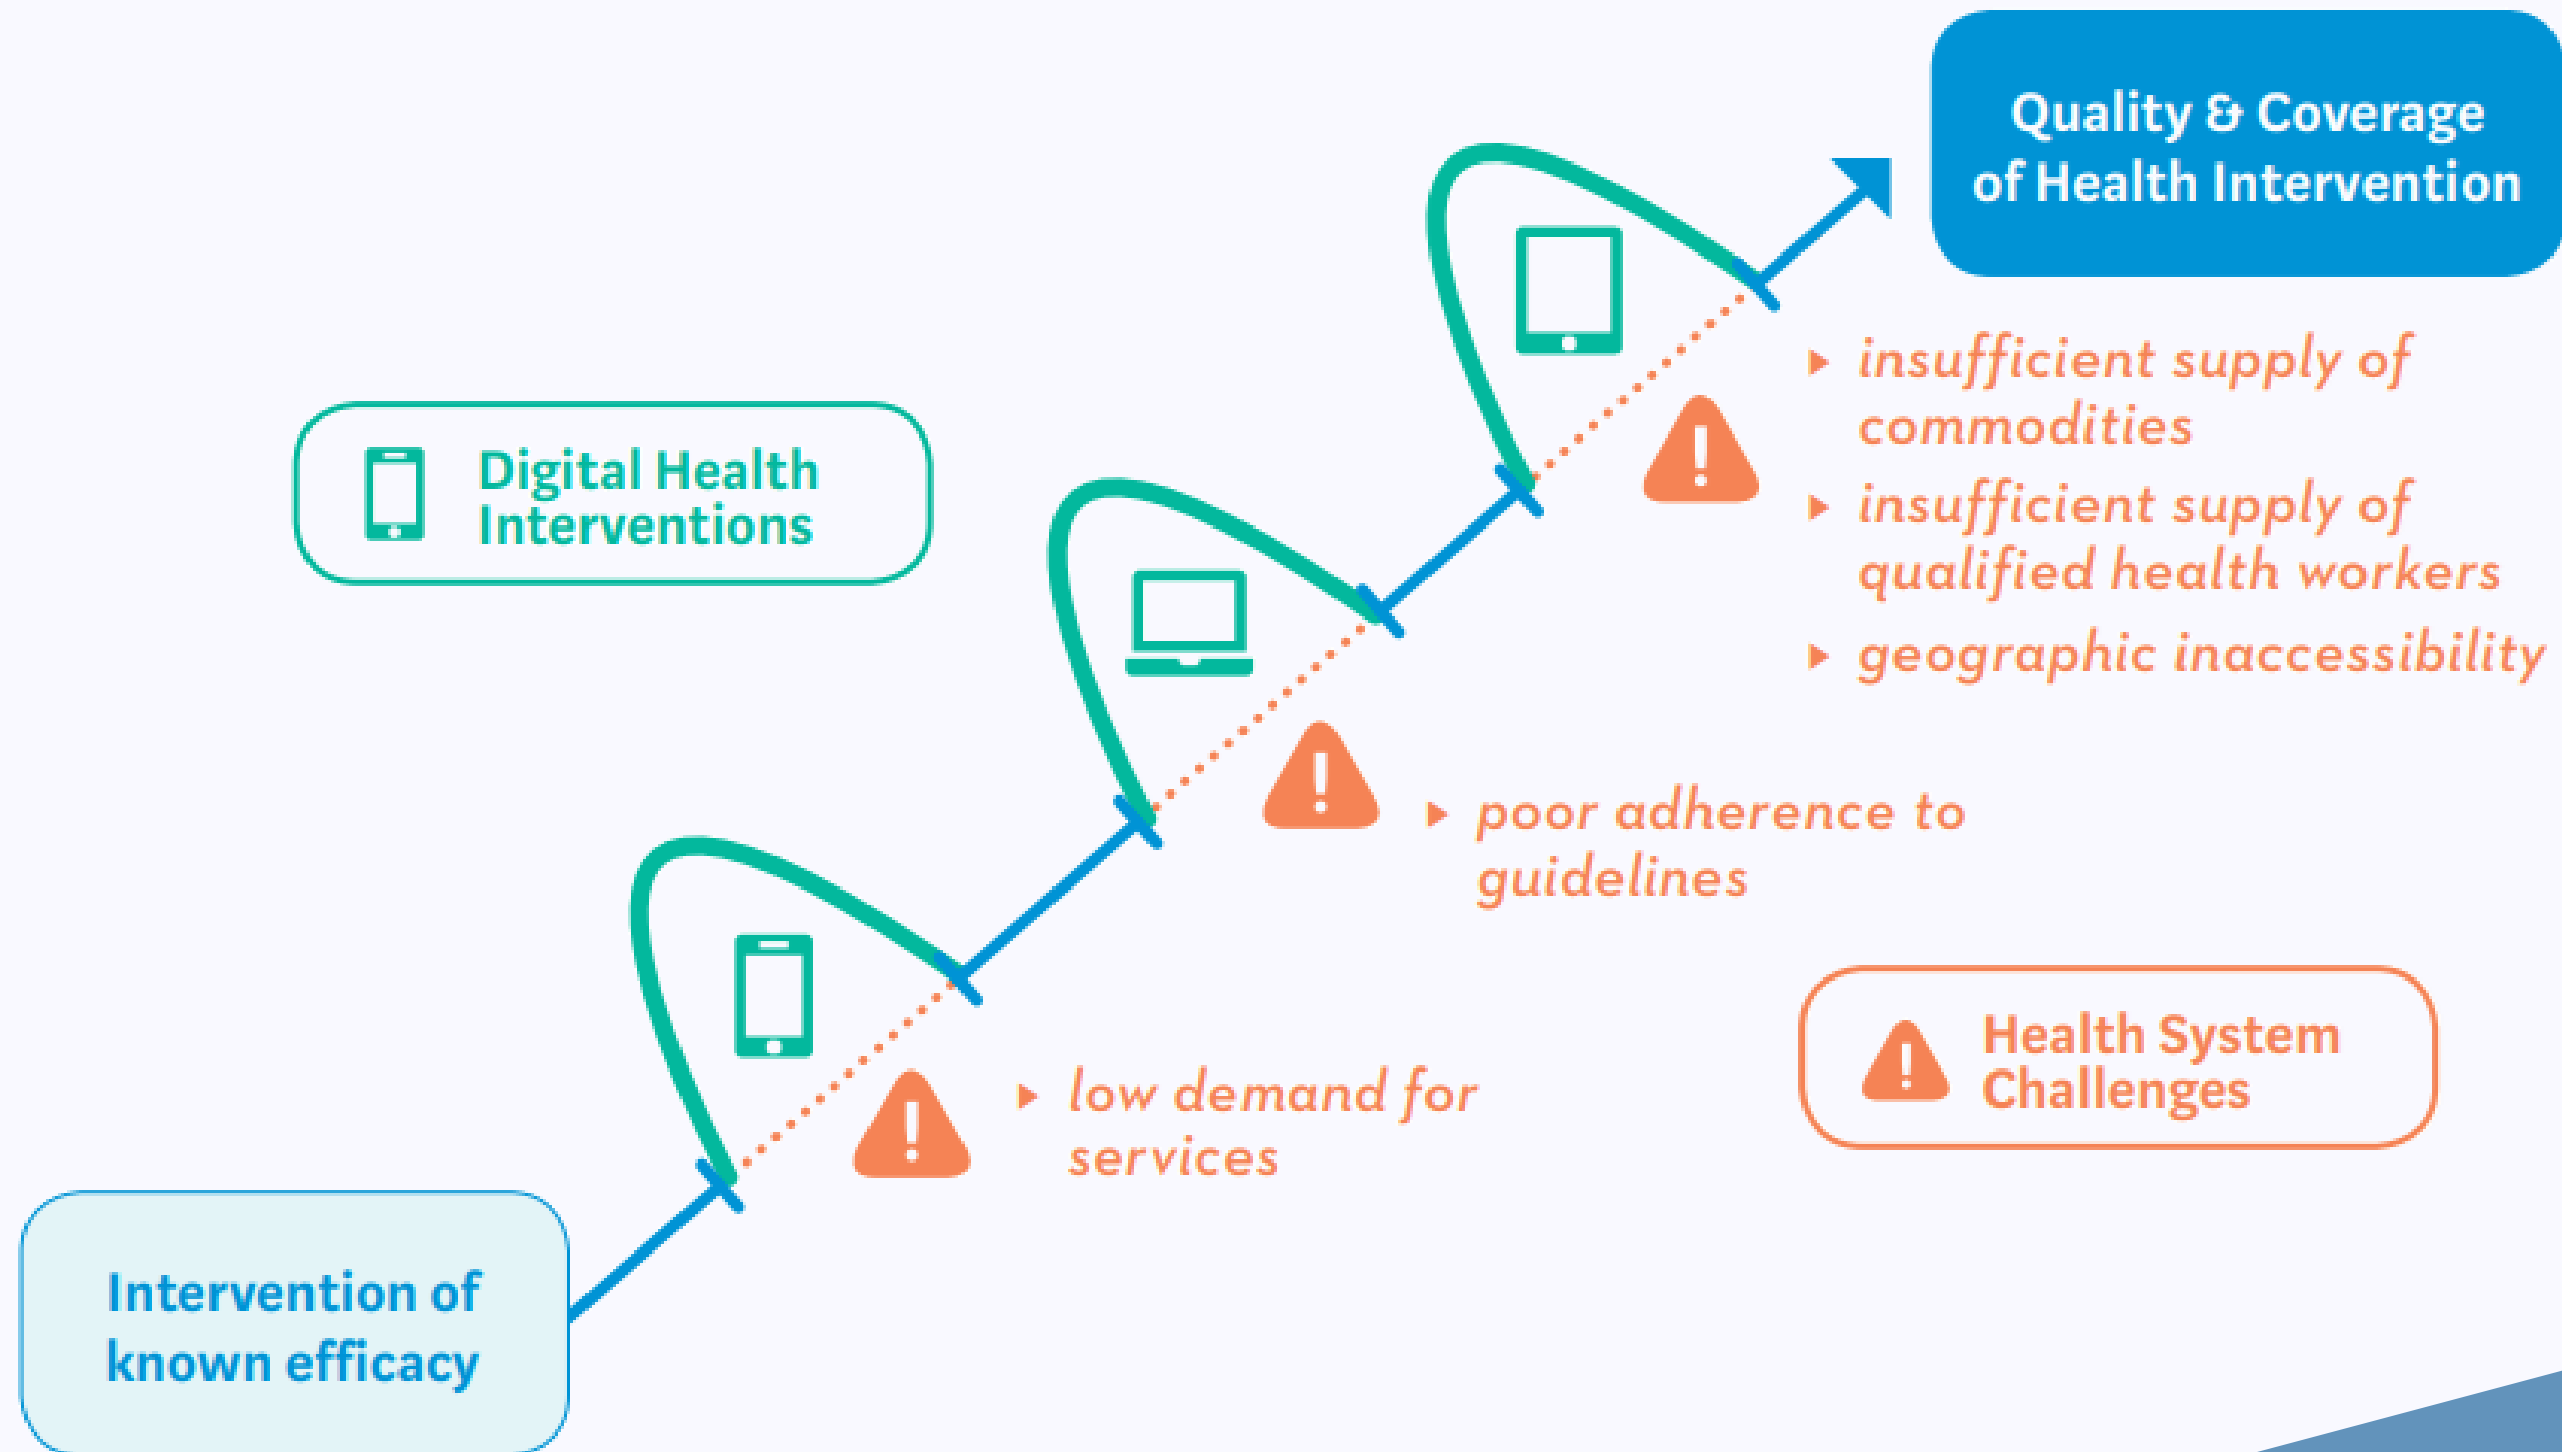 Quality & Coverage
of Health Intervention
▸ insufficient supply of
commodities
▸ insufficient supply of
qualified health workers
▸ geographic inaccessibility
Digital Health
Interventions
▸ poor adherence to
guidelines
Health System
Challenges
▸ low demand for
services
Intervention of
known efficacy